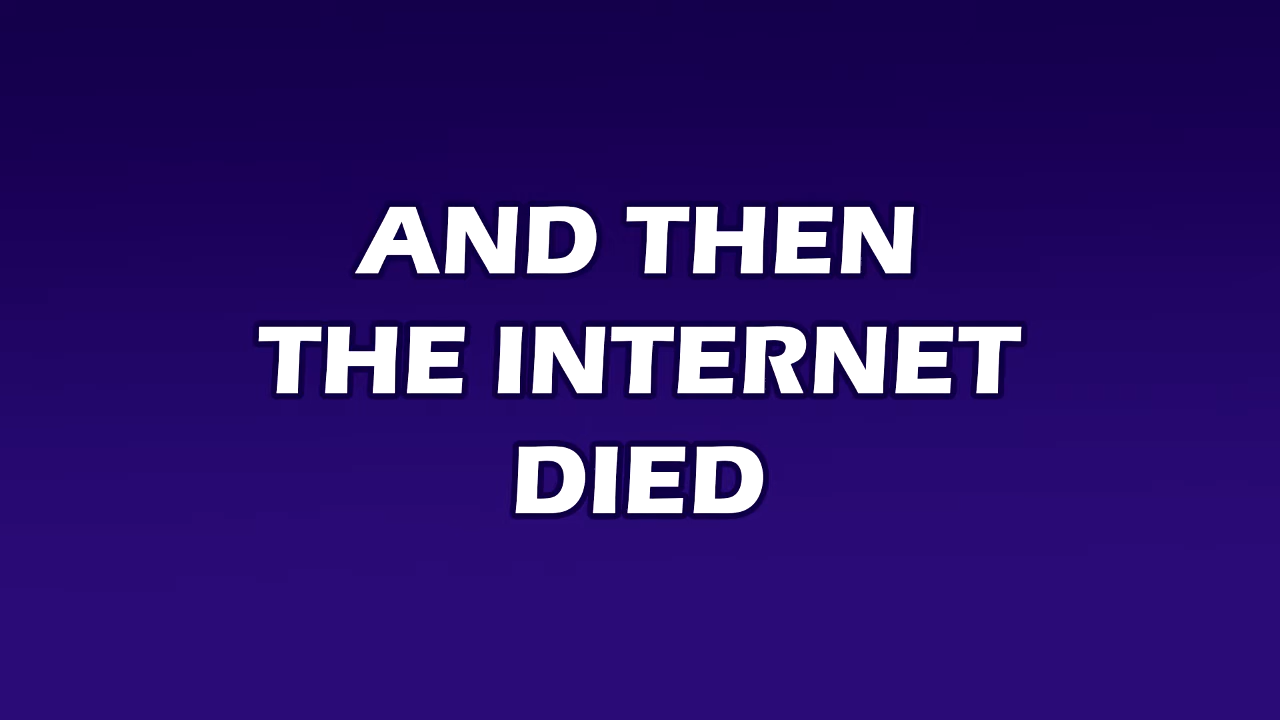 AND THEN
THE INTERNET
DIED